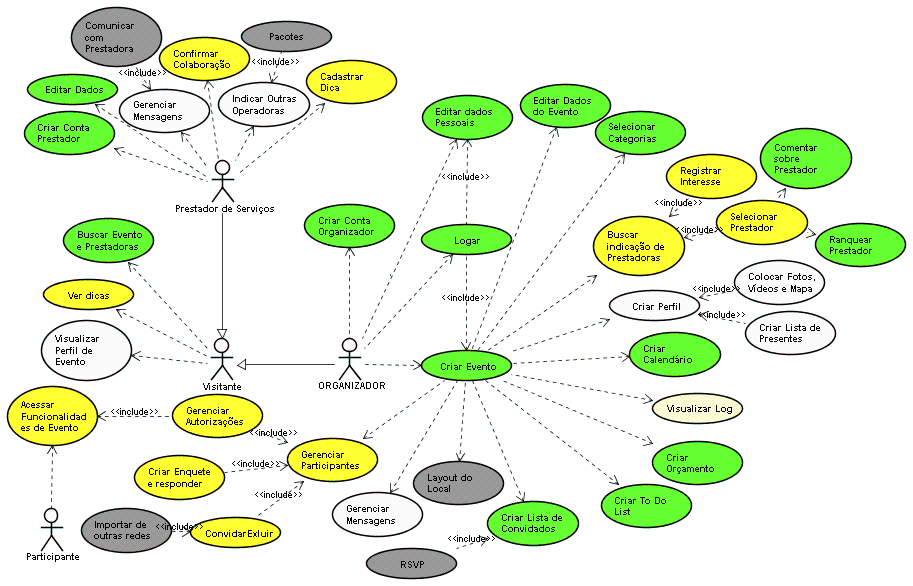 Comunicar
com
Prestadora
<<include>>
Confirmar
Colaboração
Pacotes
<<include>>
Cadastrar
Dica
Editar Dados
Gerenciar
Mensagens
Indicar Outras
Operadoras
Criar Conta
Prestador
Prestador de Serviços
Editar dados
Pessoais
Editar Dados
do Evento
Selecionar
Categorias
<<include>>
Registrar
Interesse
<<include>>
Comentar
sobre
Prestador
Selecionar
Prestador
<<include>>
Ranquear
Prestador
Buscar
indicação de
Prestadoras
Buscar Evento
e Prestadoras
Criar Conta
Organizador
Logar
<<include>>
Ver dicas
Visualizar
Perfil de
Evento
Visitante
ORGANIZADOR
Criar Evento
Criar Perfil
<<include>>
Colocar Fotos,
Vídeos e Mapa
<<include>>
Criar Lista de
Presentes
Criar
Calendário
Visualizar Log
Criar
Orçamento
Criar To Do
List
Acessar
Funcionalidad
es de Evento
<<include>>
Gerenciar
Autorizações
<<include>>
Gerenciar
Participantes
Criar Enquete
e responder
<<include>>
<<include>>
Importar de
outras redes
<<include>>
ConvidarExluir
Participante
Gerenciar
Mensagens
Layout do
Local
Criar Lista de
Convidados
<<include>>
RSVP